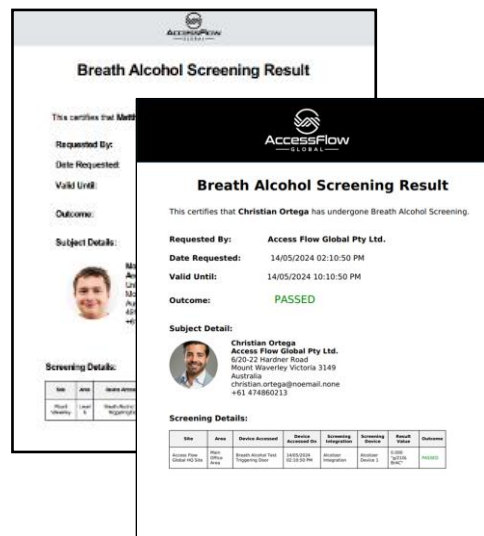 ACCESSFLOW
GLOBAL
Breath Alcohol Screening Result
This certifies that
Requested By:
Date Requested:
Valid Until:
Outcome:
Subject Details:
Screening Details:
AccessFlow
GLOBAL
Breath Alcohol Screening Result
This certifies that Christian Ortega has undergone Breath Alcohol Screening.
Requested By: Access Flow Global Pty Ltd.
Date Requested: 14/05/2024 02:10:50 PM
Valid Until: 14/05/2024 10:10:50 PM
Outcome: PASSED
Subject Detail:
Christian Ortega
Access Flow Global Pty Ltd.
6/20-22 Hardner Road
Mount Waverley Victoria 3149
Australia
christian.ortega@noemail.none
+61 474860213
Screening Details:
Site Area Device Accessed Device Accessed On Screening Integration Screening Device Result Value Outcome
Access Flow Global HQ Site Main Office Area Breath Alcohol Test Triggering Door 14/05/2024 02:10:50 PM Alcolizer Integration Alcolizer Device 1 0.000 "g/210L BrAC" PASSED